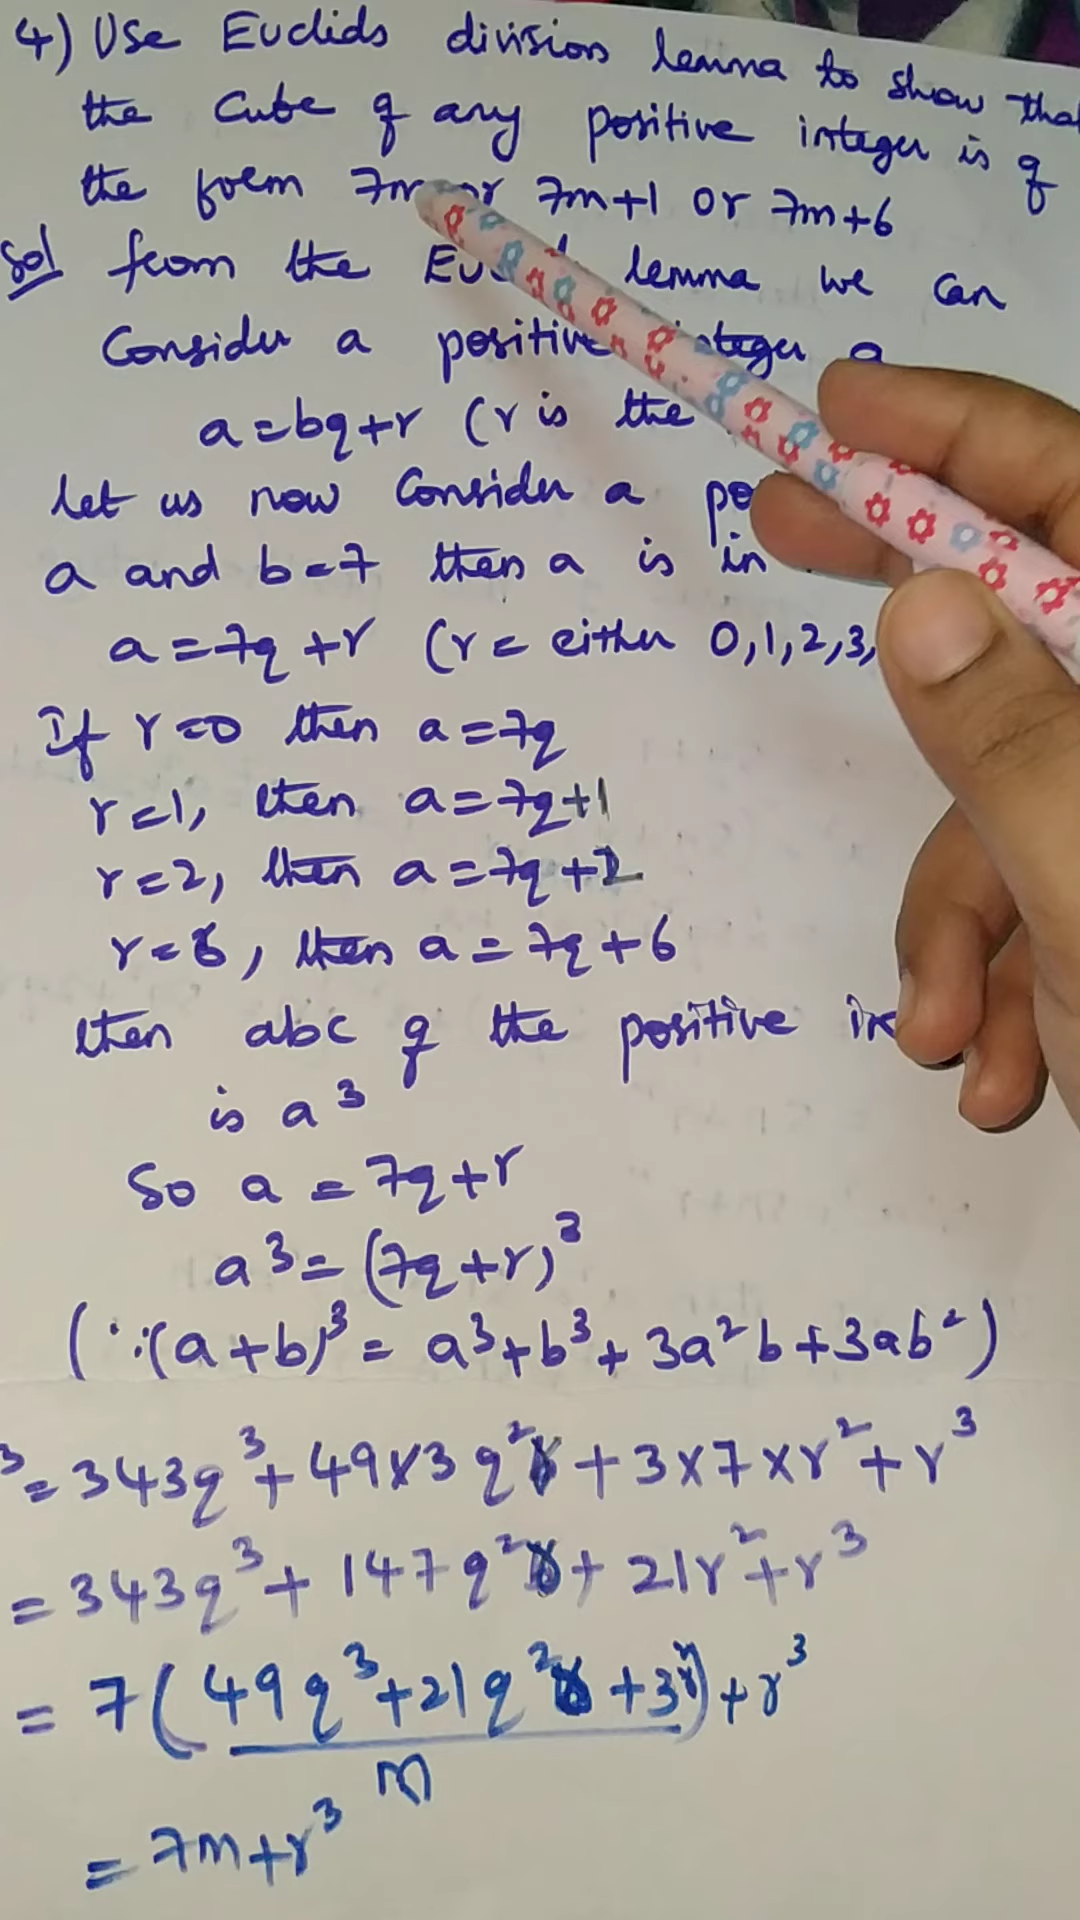 4) Use Euclids division lemma to show that
the Cube of any positive integer is of
the form 7m or 7m+1 or 7m+6
Sol from the lemma we can
Consider a positive integer a
a=bq+r (r is the
let us now Consider a
a and b=7 then a is in
a=7q+r (r= either 0,1,2,3,
If r=0 then a=7q
r=1, then a=7q+1
r=2, then a=7q+2
r=6, then a=7q+6
then abc of the positive
is a³
So a = 7q+r
a³= (7q+r)³
(∵(a+b)³= a³+b³+3a²b+3ab²)
³=343q³+49×3q²r+3×7×r²+r³
=343q³+147q²r+21r²+r³
=7(49q³+21q²r+3r²)+r³
m
=7m+r³